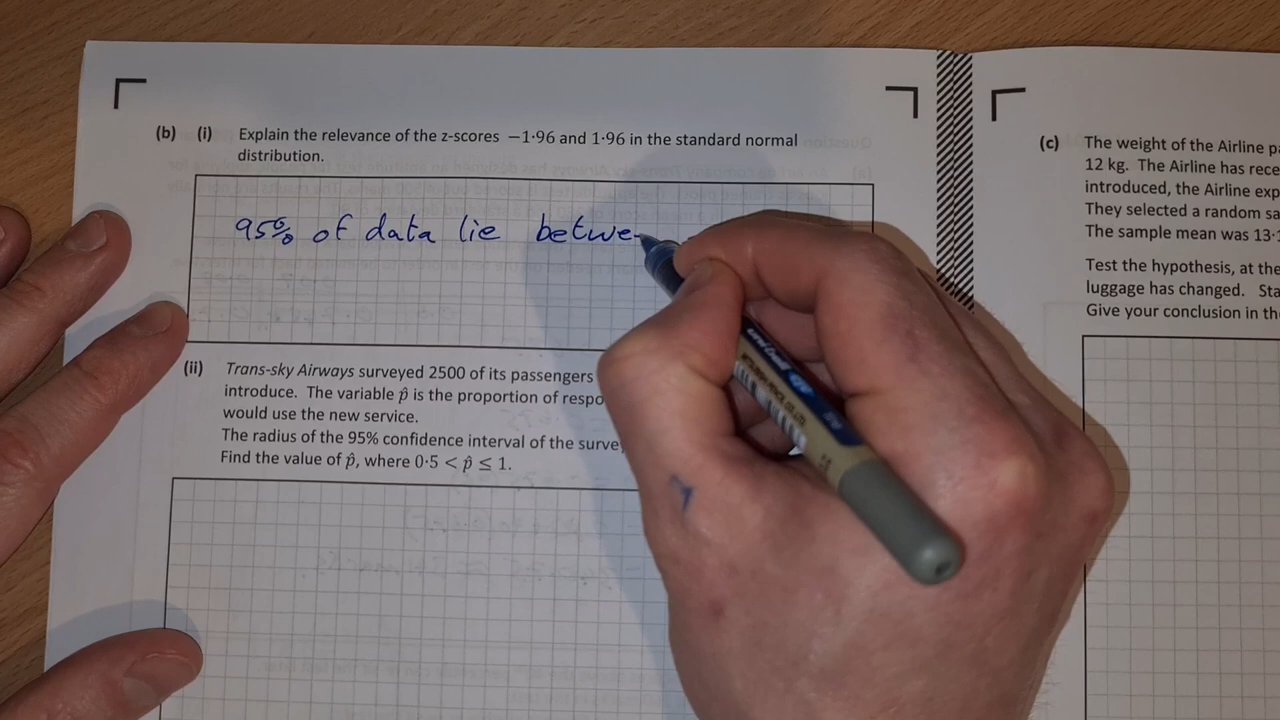 (b) (i) Explain the relevance of the z-scores −1·96 and 1·96 in the standard normal
distribution.
95% of data lie betwe
(ii) Trans-sky Airways surveyed 2500 of its passengers
introduce. The variable p̂ is the proportion of respo
would use the new service.
The radius of the 95% confidence interval of the surve
Find the value of p̂, where 0·5 < p̂ ≤ 1.
(c) The weight of the Airline pa
12 kg. The Airline has rece
introduced, the Airline exp
They selected a random sa
The sample mean was 13·1
Test the hypothesis, at the
luggage has changed. Sta
Give your conclusion in the